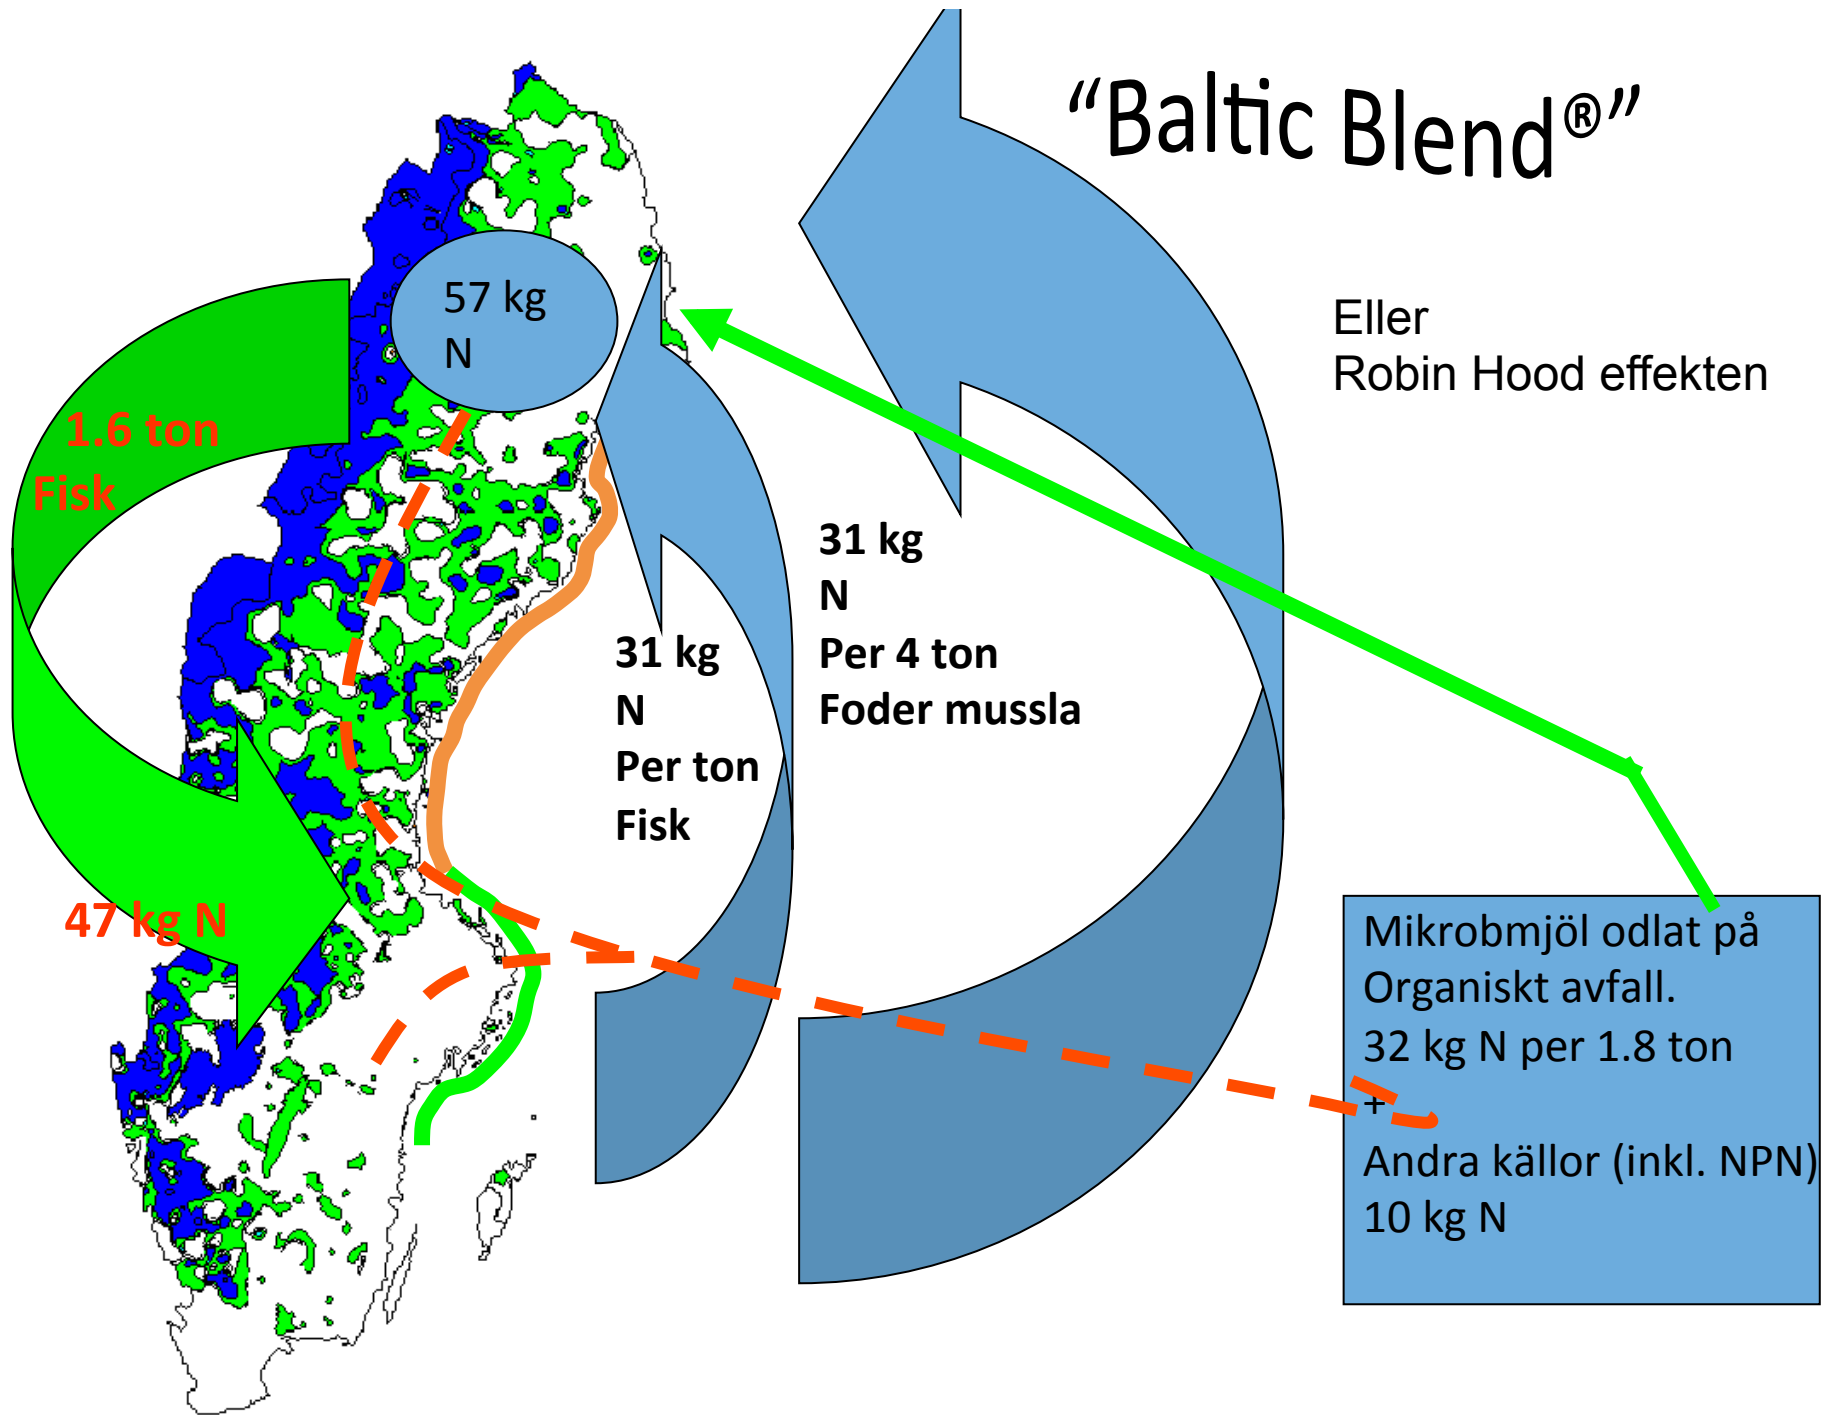 “Baltic Blend®”
Eller
Robin Hood effekten
57 kg
N
1.6 ton
Fisk
47 kg N
31 kg
N
Per ton
Fisk
31 kg
N
Per 4 ton
Foder mussla
Mikrobmjöl odlat på
Organiskt avfall.
32 kg N per 1.8 ton
+
Andra källor (inkl. NPN)
10 kg N